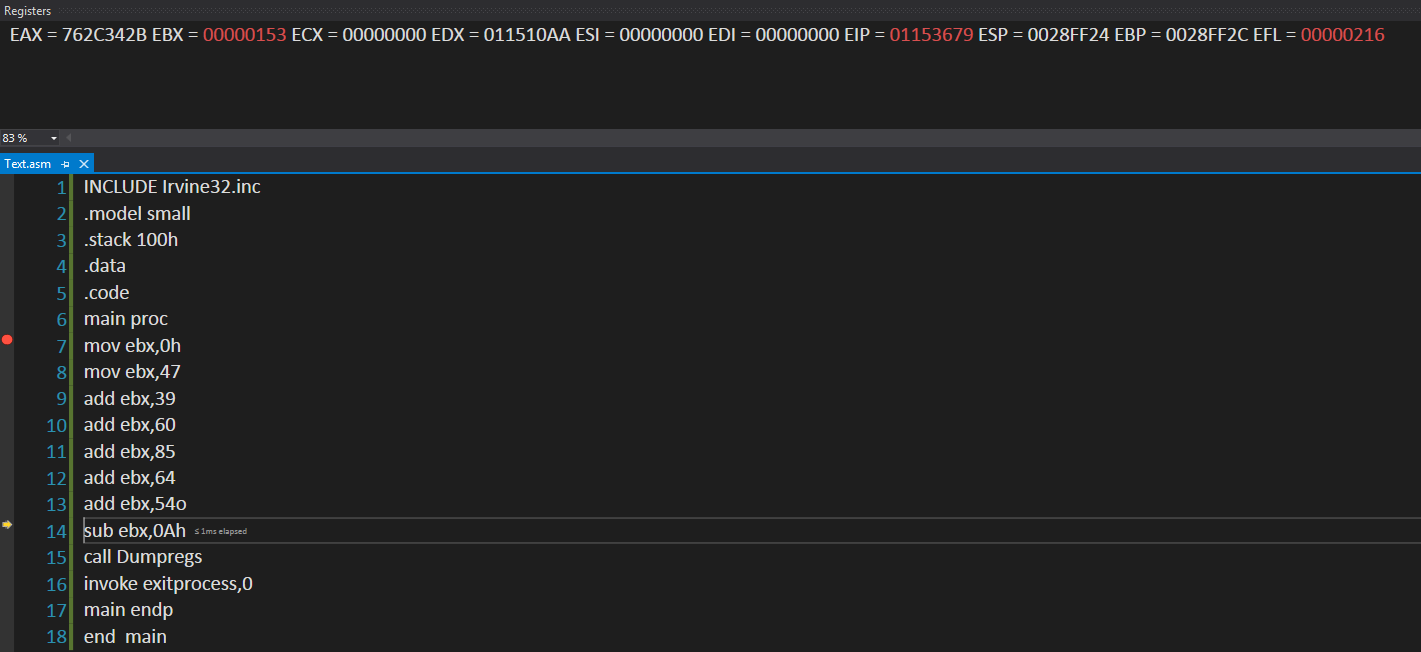 Registers
EAX = 762C342B EBX = 00000153 ECX = 00000000 EDX = 011510AA ESI = 00000000 EDI = 00000000 EIP = 01153679 ESP = 0028FF24 EBP = 0028FF2C EFL = 00000216
83 %
Text.asm
1 INCLUDE Irvine32.inc
2 .model small
3 .stack 100h
4 .data
5 .code
6 main proc
7 mov ebx,0h
8 mov ebx,47
9 add ebx,39
10 add ebx,60
11 add ebx,85
12 add ebx,64
13 add ebx,54o
14 sub ebx,0Ah ≤ 1ms elapsed
15 call Dumpregs
16 invoke exitprocess,0
17 main endp
18 end  main